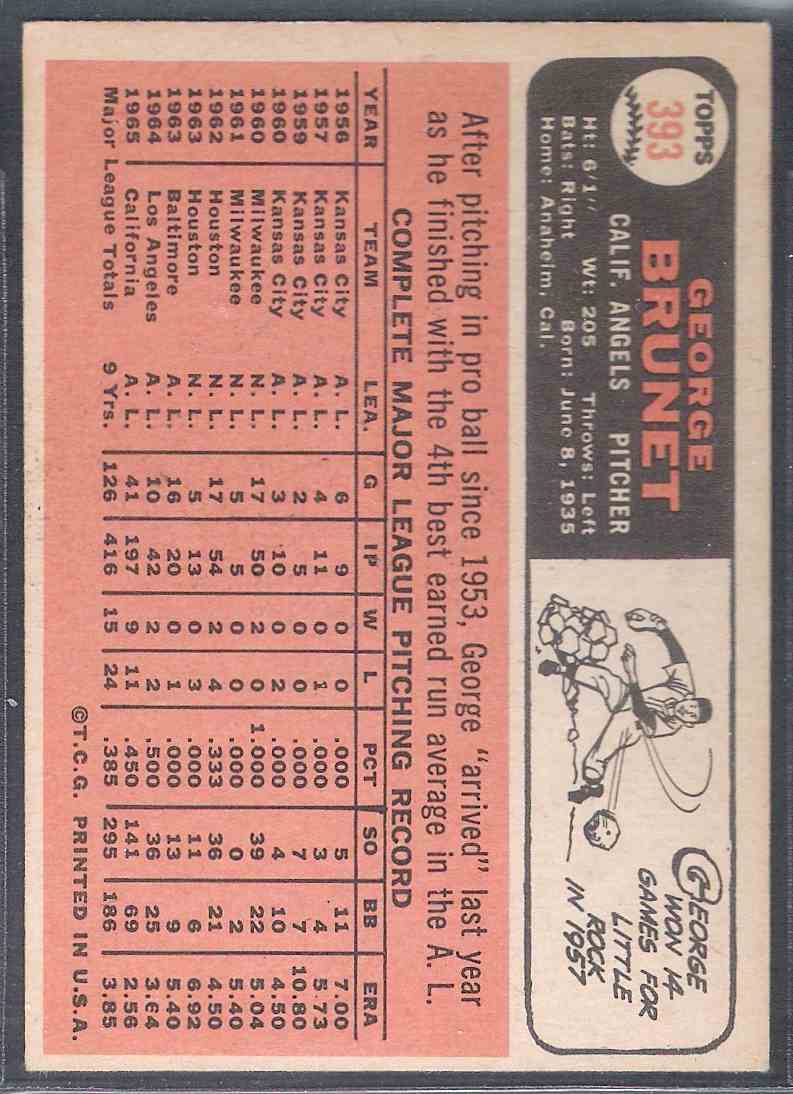 TOPPS
393
GEORGE
BRUNET
CALIF. ANGELS PITCHER
Ht: 6'1" Wt: 205 Throws: Left
Bats: Right Born: June 8, 1935
Home: Anaheim, Cal.
GEORGE
WON 14
GAMES FOR
LITTLE
ROCK
IN 1957
After pitching in pro ball since 1953, George "arrived" last year
as he finished with the 4th best earned run average in the A. L.
COMPLETE MAJOR LEAGUE PITCHING RECORD
YEAR TEAM LEA. G IP W L PCT SO BB ERA
1956 Kansas City A. L. 6 9 0 0 .000 5 11 7.00
1957 Kansas City A. L. 4 11 0 1 .000 3 4 5.73
1959 Kansas City A. L. 2 5 0 0 .000 7 7 10.80
1960 Kansas City A. L. 3 10 0 2 .000 4 10 4.50
1960 Milwaukee N. L. 17 50 2 0 1.000 39 22 5.04
1961 Milwaukee N. L. 5 5 0 0 .000 0 2 5.40
1962 Houston N. L. 17 54 2 4 .333 36 21 4.50
1963 Houston N. L. 5 13 0 3 .000 11 6 6.92
1963 Baltimore A. L. 16 20 0 1 .000 13 9 5.40
1964 Los Angeles A. L. 10 42 2 2 .500 36 25 3.64
1965 California A. L. 41 197 9 11 .450 141 69 2.56
Major League Totals 9 Yrs. 126 416 15 24 .385 295 186 3.85
©T.C.G. PRINTED IN U.S.A.